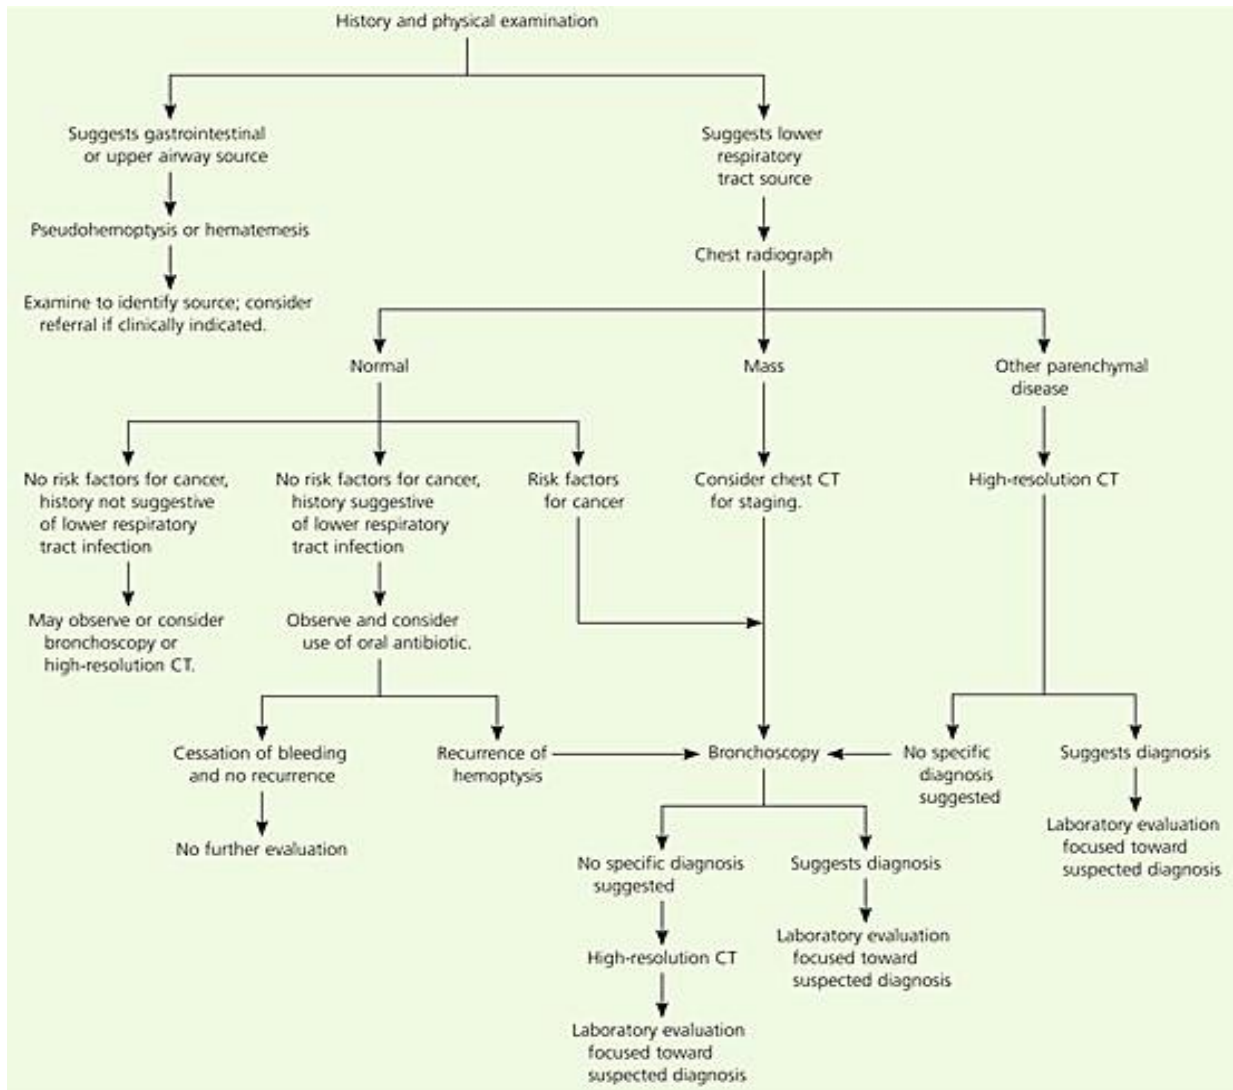 History and physical examination
Suggests gastrointestinal
or upper airway source
Suggests lower
respiratory
tract source
Pseudohemoptysis or hematemesis
Chest radiograph
Examine to identify source; consider
referral if clinically indicated.
Normal
Mass
Other parenchymal
disease
No risk factors for cancer,
history not suggestive
of lower respiratory
tract infection
No risk factors for cancer,
history suggestive
of lower respiratory
tract infection
Risk factors
for cancer
Consider chest CT
for staging.
High-resolution CT
May observe or consider
bronchoscopy or
high-resolution CT.
Observe and consider
use of oral antibiotic.
Cessation of bleeding
and no recurrence
Recurrence of
hemoptysis
Bronchoscopy
No specific
diagnosis
suggested
Suggests diagnosis
No further evaluation
Laboratory evaluation
focused toward
suspected diagnosis
No specific diagnosis
suggested
Suggests diagnosis
High-resolution CT
Laboratory evaluation
focused toward
suspected diagnosis
Laboratory evaluation
focused toward
suspected diagnosis